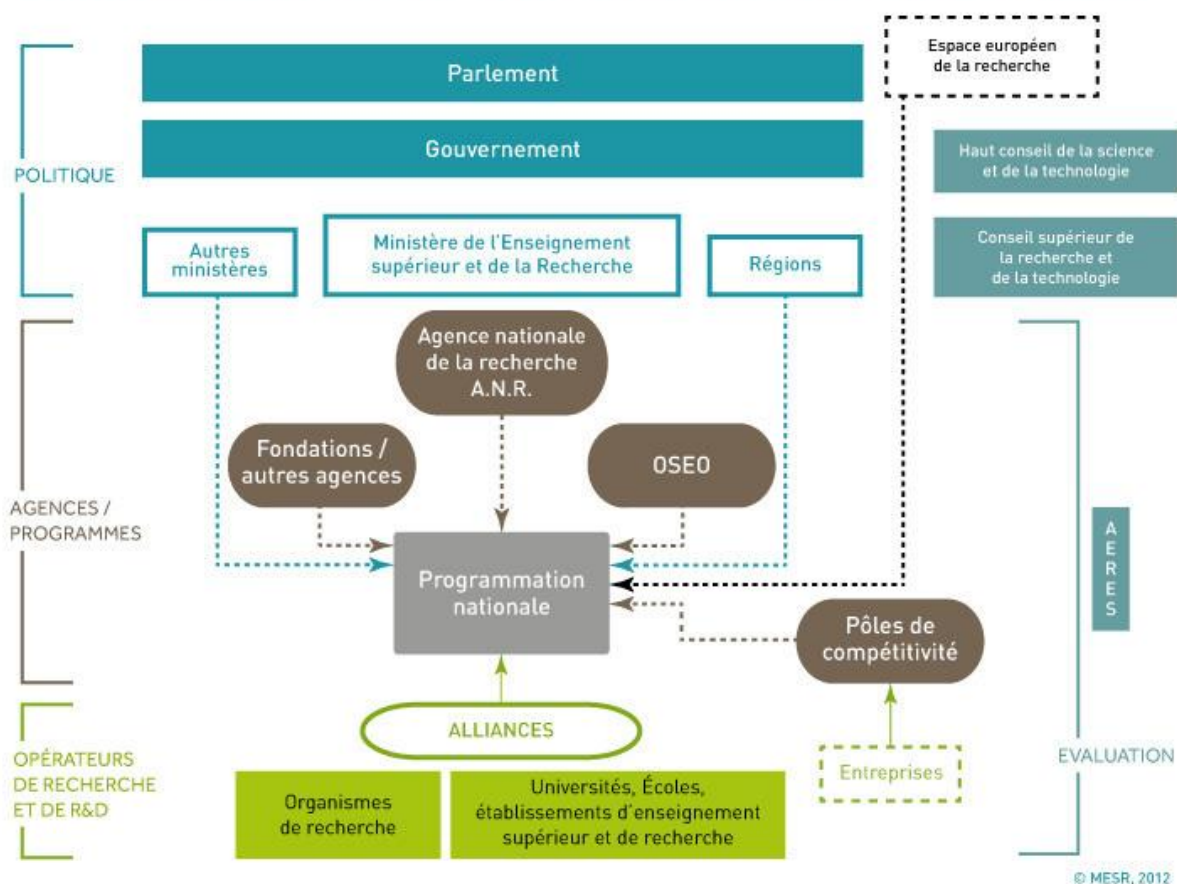 Espace européen
de la recherche
Parlement
Gouvernement
Haut conseil de la science
et de la technologie
POLITIQUE
Autres
ministères
Ministère de l'Enseignement
supérieur et de la Recherche
Régions
Conseil supérieur de
la recherche et
de la technologie
Agence nationale
de la recherche
A.N.R.
Fondations /
autres agences
OSEO
AGENCES /
PROGRAMMES
Programmation
nationale
AERES
Pôles de
compétitivité
ALLIANCES
OPÉRATEURS
DE RECHERCHE
ET DE R&D
Organismes
de recherche
Universités, Écoles,
établissements d'enseignement
supérieur et de recherche
Entreprises
EVALUATION
© MESR, 2012